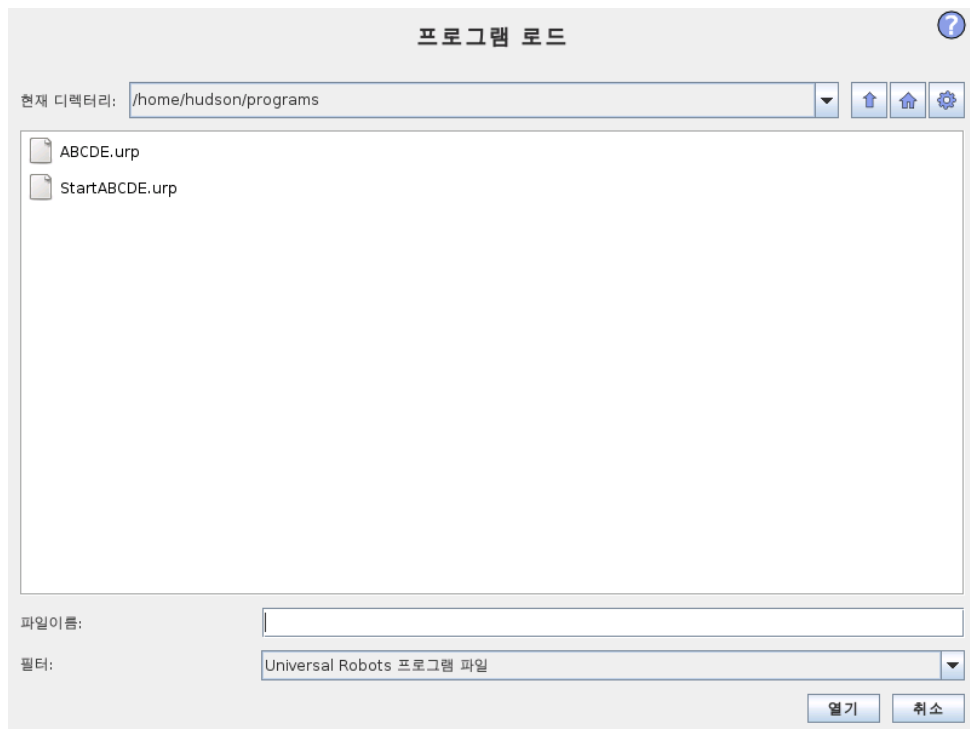 프로그램 로드
?
현재 디렉터리: /home/hudson/programs
ABCDE.urp
StartABCDE.urp
파일이름:
필터: Universal Robots 프로그램 파일
열기 취소